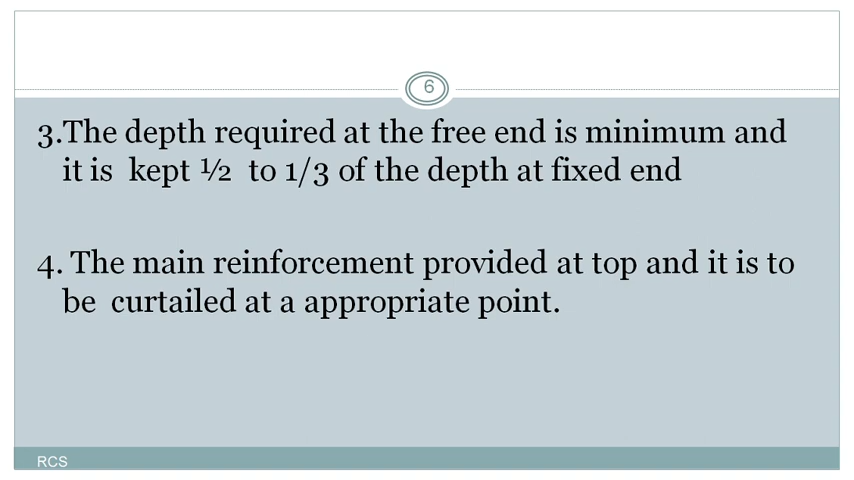 6
3.The depth required at the free end is minimum and
it is kept ½ to 1/3 of the depth at fixed end
4. The main reinforcement provided at top and it is to
be curtailed at a appropriate point.
RCS